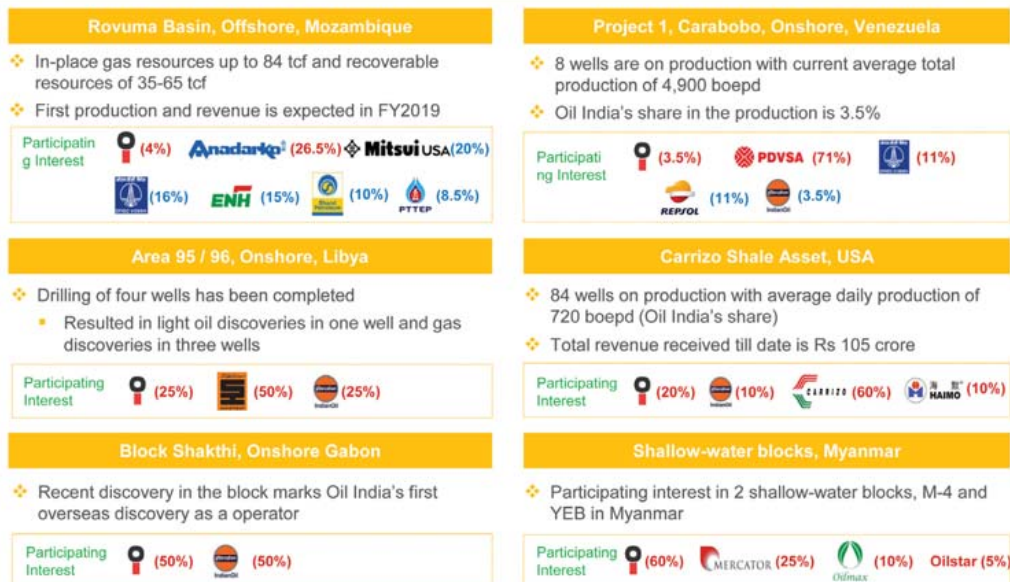 Rovuma Basin, Offshore, Mozambique
In-place gas resources up to 84 tcf and recoverable
resources of 35-65 tcf
First production and revenue is expected in FY2019
Participatin
g Interest
(4%) Anadarko (26.5%) Mitsui USA(20%)
(16%) ENH (15%) Bharat Petroleum (10%) PTTEP (8.5%)
Project 1, Carabobo, Onshore, Venezuela
8 wells are on production with current average total
production of 4,900 boepd
Oil India's share in the production is 3.5%
Participati
ng Interest
(3.5%) PDVSA (71%) (11%)
REPSOL (11%) IndianOil (3.5%)
Area 95 / 96, Onshore, Libya
Drilling of four wells has been completed
Resulted in light oil discoveries in one well and gas
discoveries in three wells
Participating
Interest
(25%) (50%) IndianOil (25%)
Carrizo Shale Asset, USA
84 wells on production with average daily production of
720 boepd (Oil India's share)
Total revenue received till date is Rs 105 crore
Participating
Interest
(20%) IndianOil (10%) CARRIZO (60%) 海默 HAIMO (10%)
Block Shakthi, Onshore Gabon
Recent discovery in the block marks Oil India's first
overseas discovery as a operator
Participating
Interest
(50%) IndianOil (50%)
Shallow-water blocks, Myanmar
Participating interest in 2 shallow-water blocks, M-4 and
YEB in Myanmar
Participating
Interest
(60%) MERCATOR (25%) Oilmax (10%) Oilstar (5%)